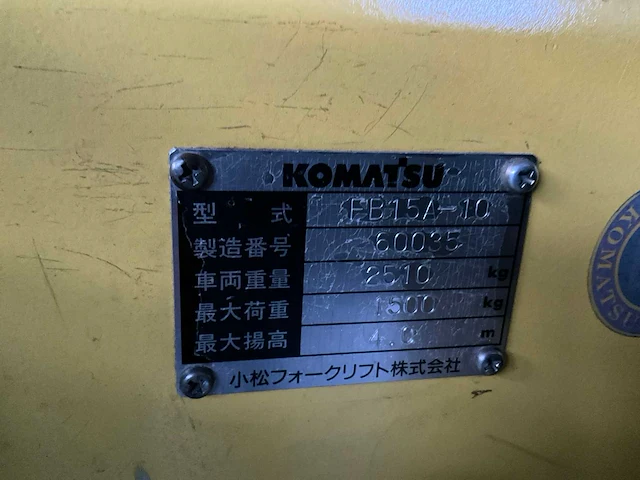 KOMATSU
型 式 FB15A-10
製造番号 60035
車両重量 2510 kg
最大荷重 1500 kg
最大揚高 4.0 m
小松フォークリフト株式会社
KOMATSU